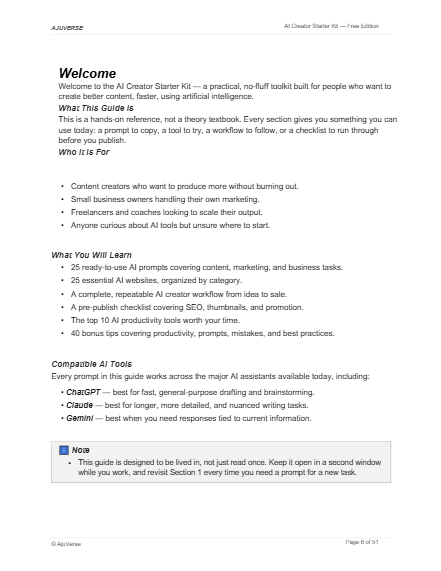 AJUVERSE
AI Creator Starter Kit — Free Edition
Welcome
Welcome to the AI Creator Starter Kit — a practical, no-fluff toolkit built for people who want to
create better content, faster, using artificial intelligence.
What This Guide Is
This is a hands-on reference, not a theory textbook. Every section gives you something you can
use today: a prompt to copy, a tool to try, a workflow to follow, or a checklist to run through
before you publish.
Who It Is For
• Content creators who want to produce more without burning out.
• Small business owners handling their own marketing.
• Freelancers and coaches looking to scale their output.
• Anyone curious about AI tools but unsure where to start.
What You Will Learn
• 25 ready-to-use AI prompts covering content, marketing, and business tasks.
• 25 essential AI websites, organized by category.
• A complete, repeatable AI creator workflow from idea to sale.
• A pre-publish checklist covering SEO, thumbnails, and promotion.
• The top 10 AI productivity tools worth your time.
• 40 bonus tips covering productivity, prompts, mistakes, and best practices.
Compatible AI Tools
Every prompt in this guide works across the major AI assistants available today, including:
• ChatGPT — best for fast, general-purpose drafting and brainstorming.
• Claude — best for longer, more detailed, and nuanced writing tasks.
• Gemini — best when you need responses tied to current information.
Note
• This guide is designed to be lived in, not just read once. Keep it open in a second window
while you work, and revisit Section 1 every time you need a prompt for a new task.
© AjuVerse
Page 6 of 51